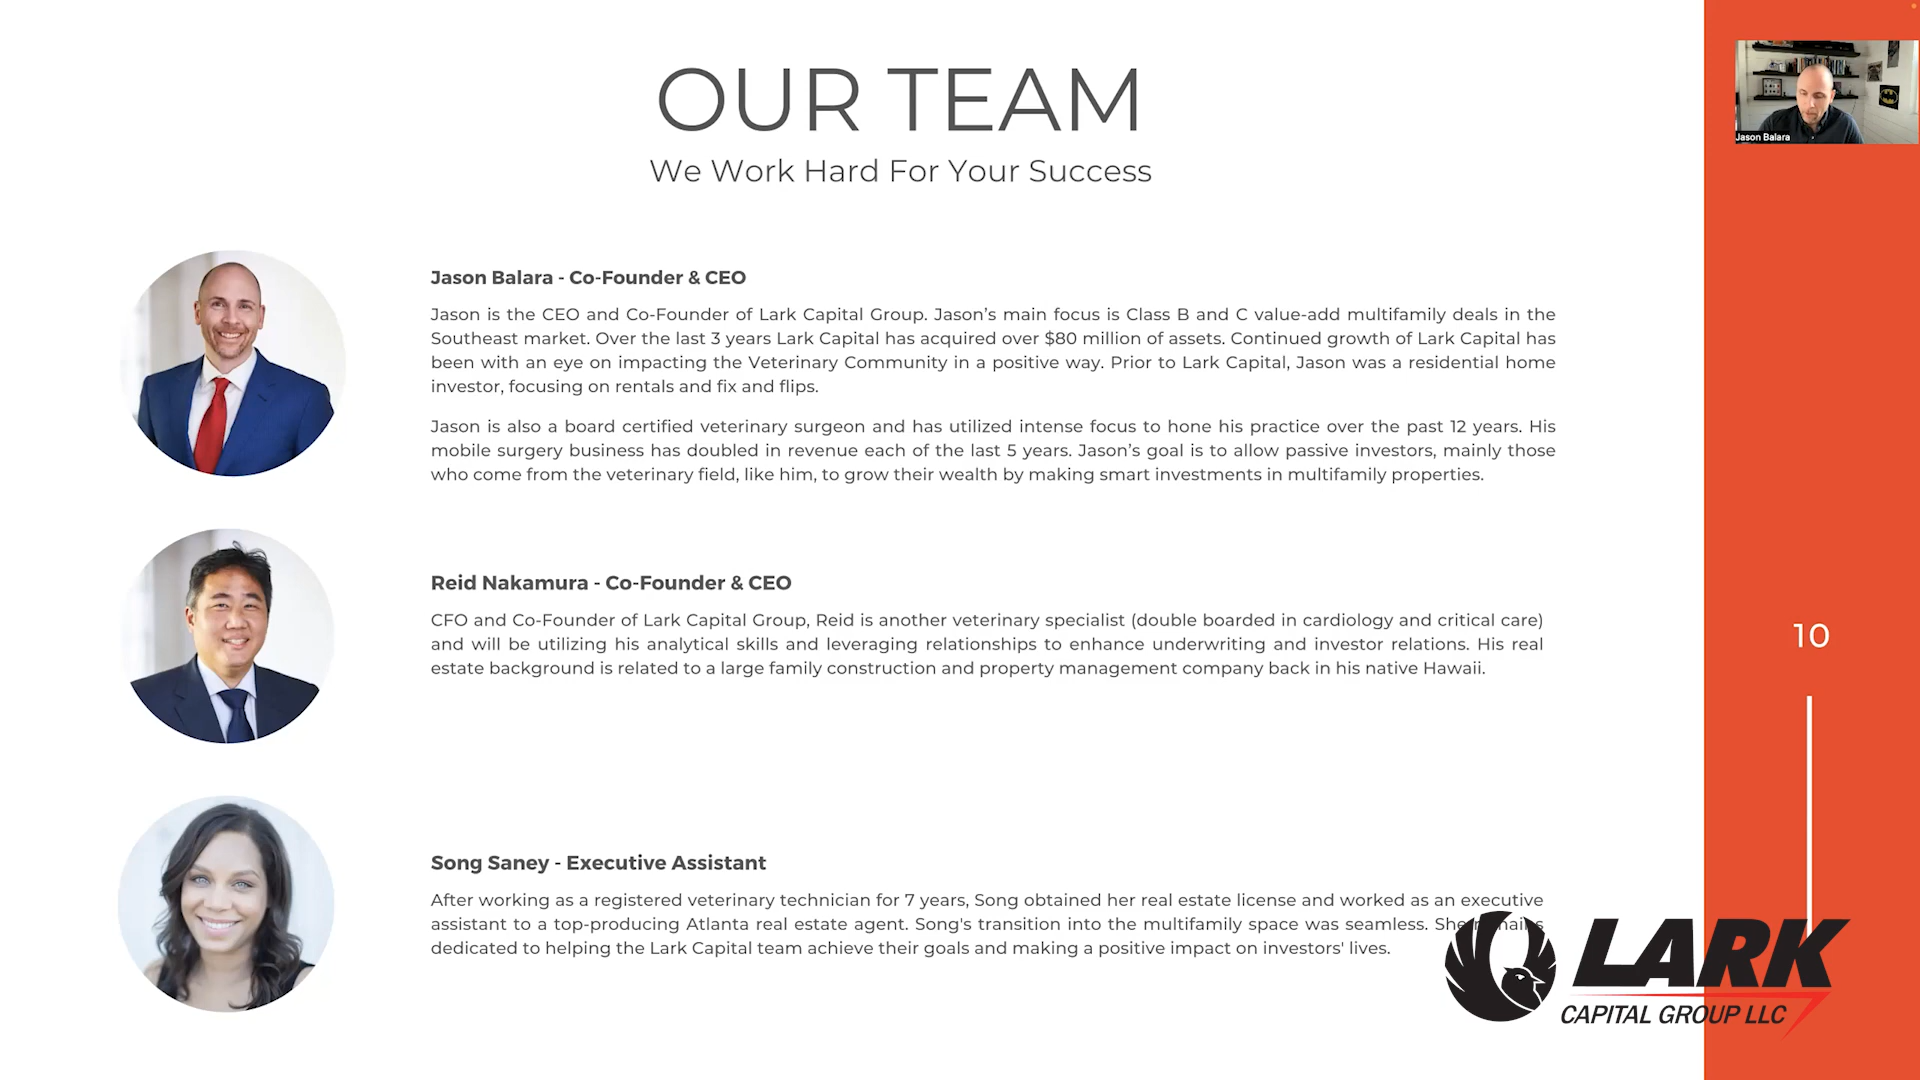 OUR TEAM
We Work Hard For Your Success
Jason Balara
Jason Balara - Co-Founder & CEO
Jason is the CEO and Co-Founder of Lark Capital Group. Jason’s main focus is Class B and C value-add multifamily deals in the
Southeast market. Over the last 3 years Lark Capital has acquired over $80 million of assets. Continued growth of Lark Capital has
been with an eye on impacting the Veterinary Community in a positive way. Prior to Lark Capital, Jason was a residential home
investor, focusing on rentals and fix and flips.
Jason is also a board certified veterinary surgeon and has utilized intense focus to hone his practice over the past 12 years. His
mobile surgery business has doubled in revenue each of the last 5 years. Jason’s goal is to allow passive investors, mainly those
who come from the veterinary field, like him, to grow their wealth by making smart investments in multifamily properties.
Reid Nakamura - Co-Founder & CEO
CFO and Co-Founder of Lark Capital Group, Reid is another veterinary specialist (double boarded in cardiology and critical care)
and will be utilizing his analytical skills and leveraging relationships to enhance underwriting and investor relations. His real
estate background is related to a large family construction and property management company back in his native Hawaii.
10
Song Saney - Executive Assistant
After working as a registered veterinary technician for 7 years, Song obtained her real estate license and worked as an executive
assistant to a top-producing Atlanta real estate agent. Song's transition into the multifamily space was seamless. She
dedicated to helping the Lark Capital team achieve their goals and making a positive impact on investors' lives.
LARK
CAPITAL GROUP LLC